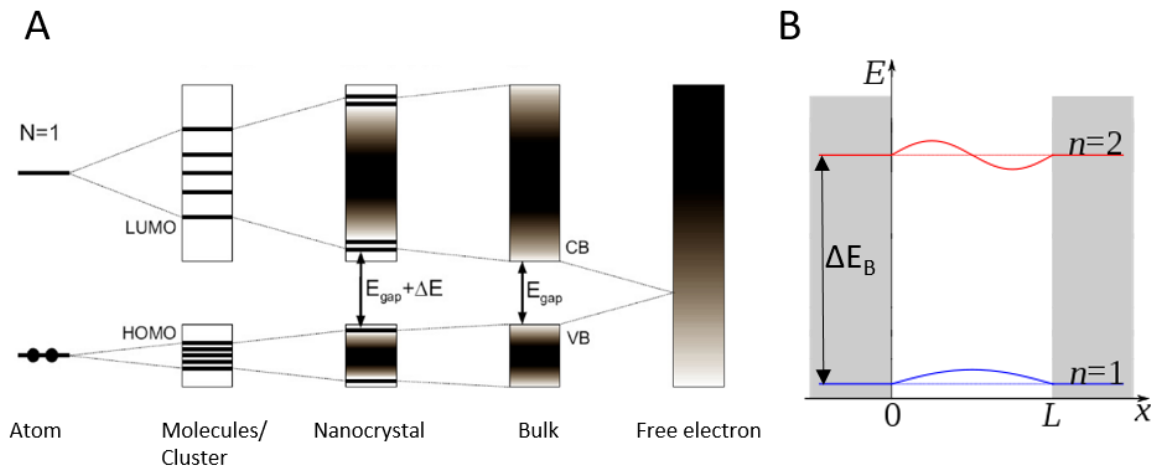 A
N=1
LUMO
HOMO
E_gap+ΔE
CB
E_gap
VB
Atom
Molecules/
Cluster
Nanocrystal
Bulk
Free electron
B
E
n=2
ΔE_B
n=1
0
L
x